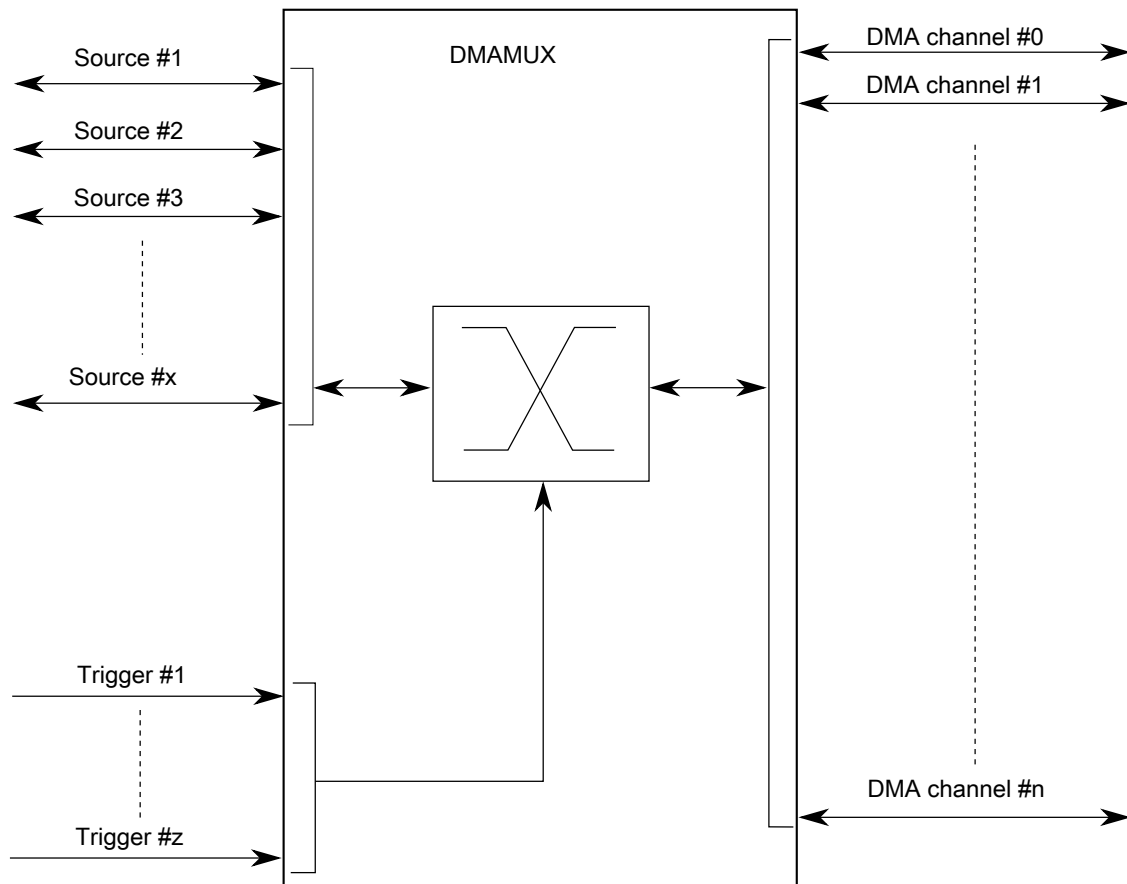 DMAMUX
Source #1
Source #2
Source #3
Source #x
Trigger #1
Trigger #z
DMA channel #0
DMA channel #1
DMA channel #n